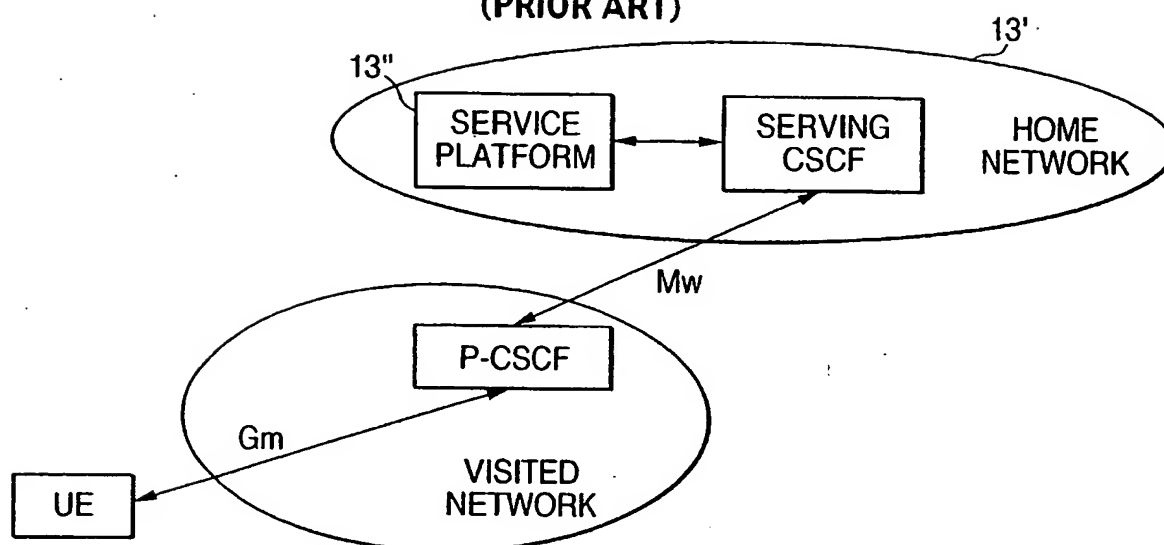 (PRIOR ART)
13'
13"
SERVICE
PLATFORM
SERVING
CSCF
HOME
NETWORK
Mw
P-CSCF
Gm
VISITED
NETWORK
UE